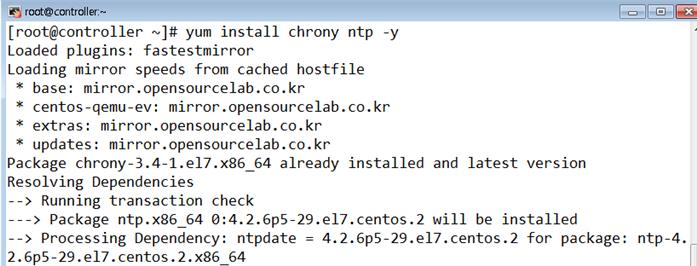 root@controller:~
[root@controller ~]# yum install chrony ntp -y
Loaded plugins: fastestmirror
Loading mirror speeds from cached hostfile
 * base: mirror.opensourcelab.co.kr
 * centos-qemu-ev: mirror.opensourcelab.co.kr
 * extras: mirror.opensourcelab.co.kr
 * updates: mirror.opensourcelab.co.kr
Package chrony-3.4-1.el7.x86_64 already installed and latest version
Resolving Dependencies
--> Running transaction check
---> Package ntp.x86_64 0:4.2.6p5-29.el7.centos.2 will be installed
--> Processing Dependency: ntpdate = 4.2.6p5-29.el7.centos.2 for package: ntp-4.
2.6p5-29.el7.centos.2.x86_64